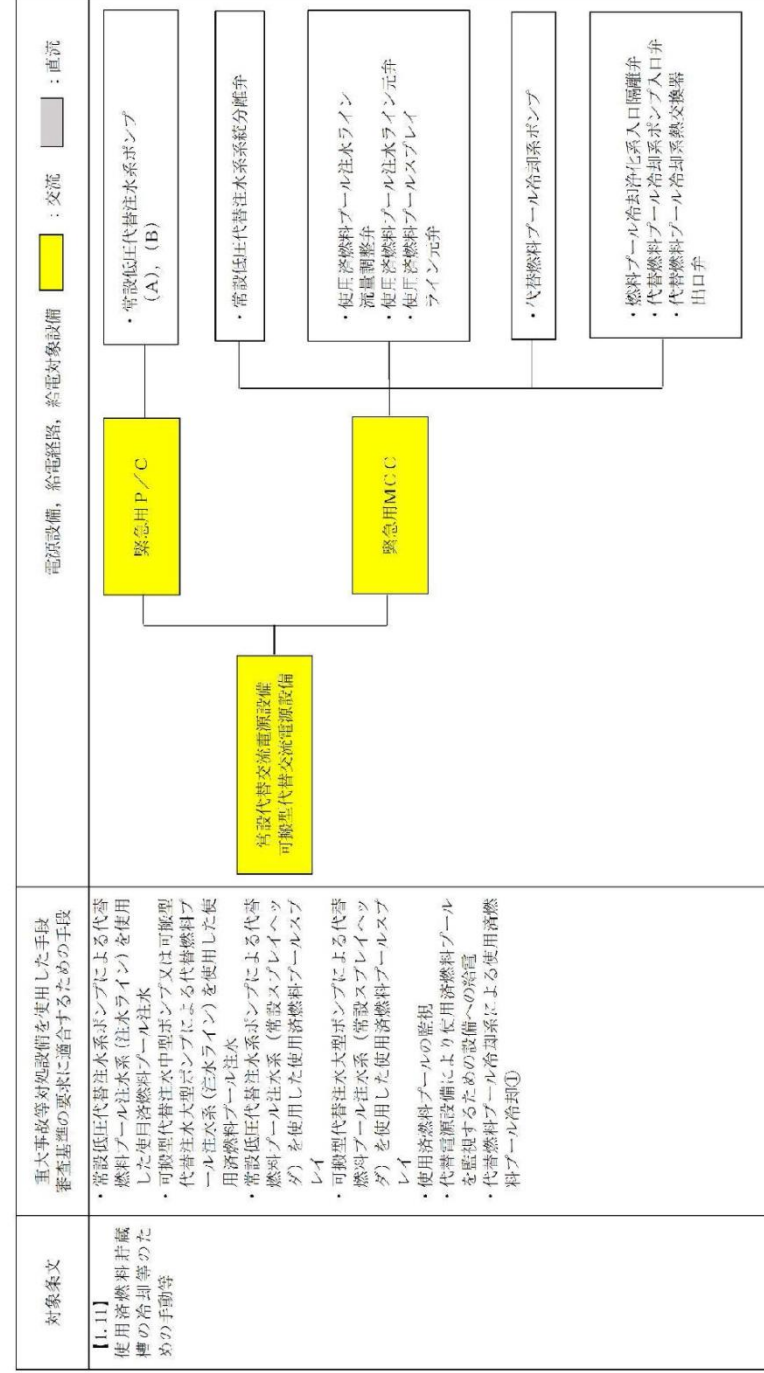 対象条文
重大事故等対処設備を使用した手段
審査基準の要求に適合するための手段
電源設備，給電経路，給電対象設備
：交流
：直流
【1.11】
使用済燃料貯蔵
槽の冷却等のた
めの手順等
・常設低圧代替注水系ポンプによる代替
燃料プール注水系（注水ライン）を使用
した使用済燃料プール注水
・可搬型代替注水中型ポンプ又は可搬型
代替注水大型ポンプによる代替燃料プ
ール注水系（注水ライン）を使用した使
用済燃料プール注水
・常設低圧代替注水系ポンプによる代替
燃料プール注水系（常設スプレイヘッ
ダ）を使用した使用済燃料プールスプ
レイ
・可搬型代替注水大型ポンプによる代替
燃料プール注水系（常設スプレイヘッ
ダ）を使用した使用済燃料プールスプ
レイ
・使用済燃料プールの監視
・代替電源設備により使用済燃料プール
を監視するための設備への給電
・代替燃料プール冷却系による使用済燃
料プール冷却①
常設代替交流電源設備
可搬型代替交流電源設備
緊急用Ｐ／Ｃ
緊急用ＭＣＣ
・常設低圧代替注水系ポンプ
（Ａ），（Ｂ）
・常設低圧代替注水系系統分離弁
・使用済燃料プール注水ライン
流量調整弁
・使用済燃料プール注水ライン元弁
・使用済燃料プールスプレイ
ライン元弁
・代替燃料プール冷却系ポンプ
・燃料プール冷却浄化系入口隔離弁
・代替燃料プール冷却系ポンプ入口弁
・代替燃料プール冷却系熱交換器
出口弁